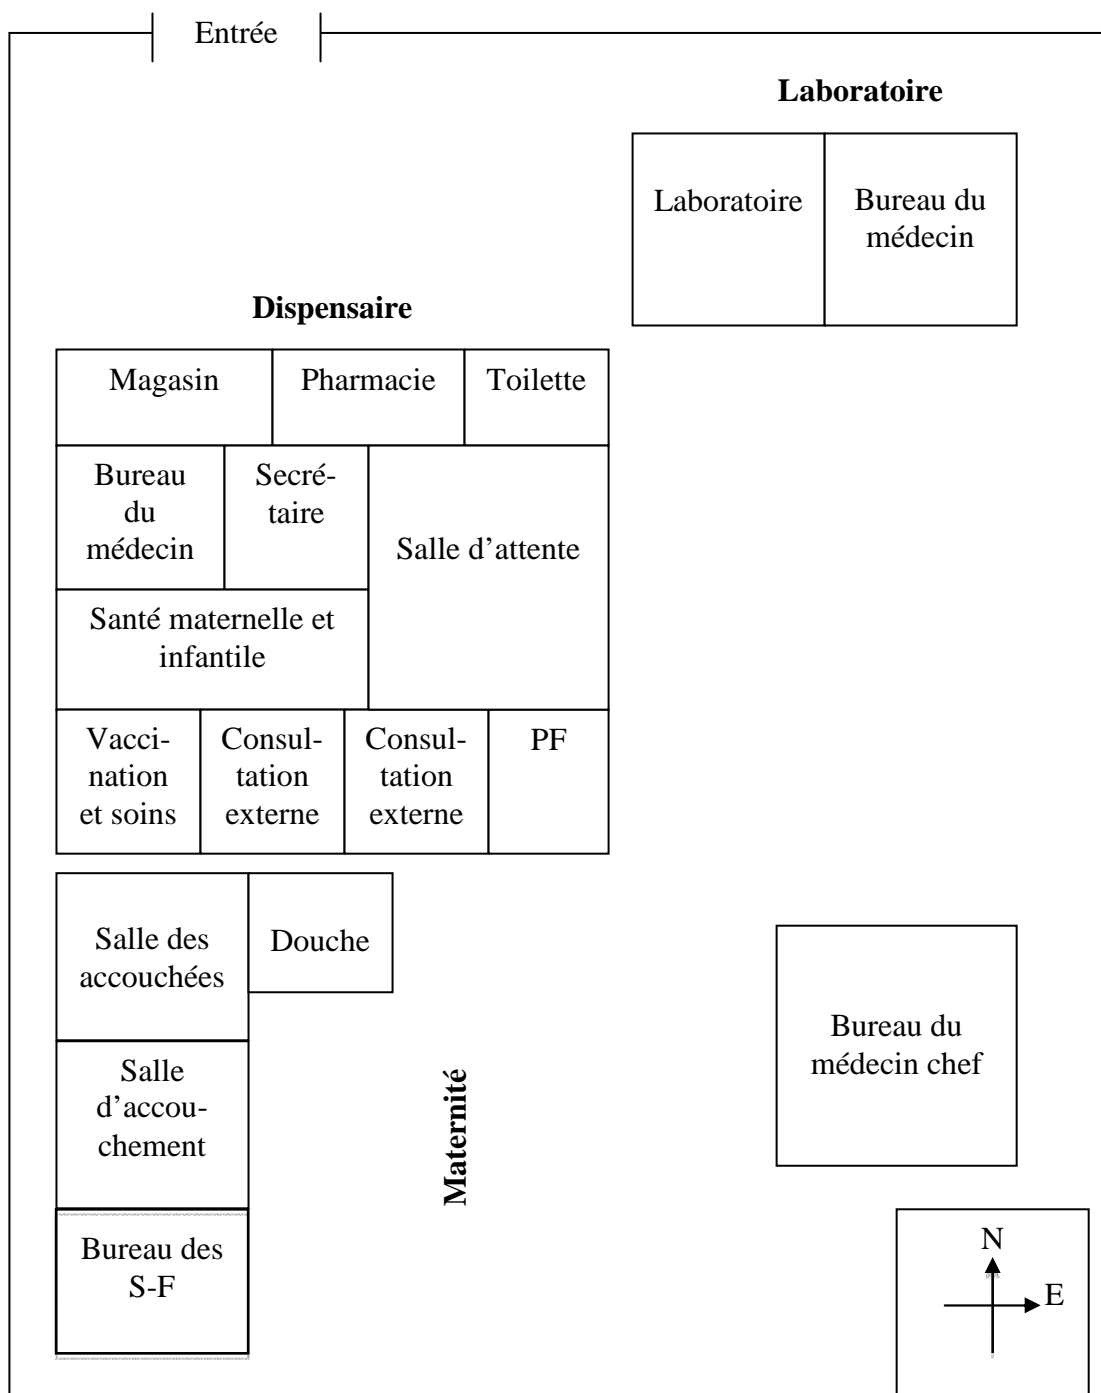 Entrée
Laboratoire
Laboratoire
Bureau du
médecin
Dispensaire
Magasin
Pharmacie
Toilette
Bureau
du
médecin
Secré-
taire
Salle d’attente
Santé maternelle et
infantile
Vacci-
nation
et soins
Consul-
tation
externe
Consul-
tation
externe
PF
Salle des
accouchées
Douche
Bureau du
médecin chef
Salle
d’accou-
chement
Maternité
Bureau des
S-F
N
E